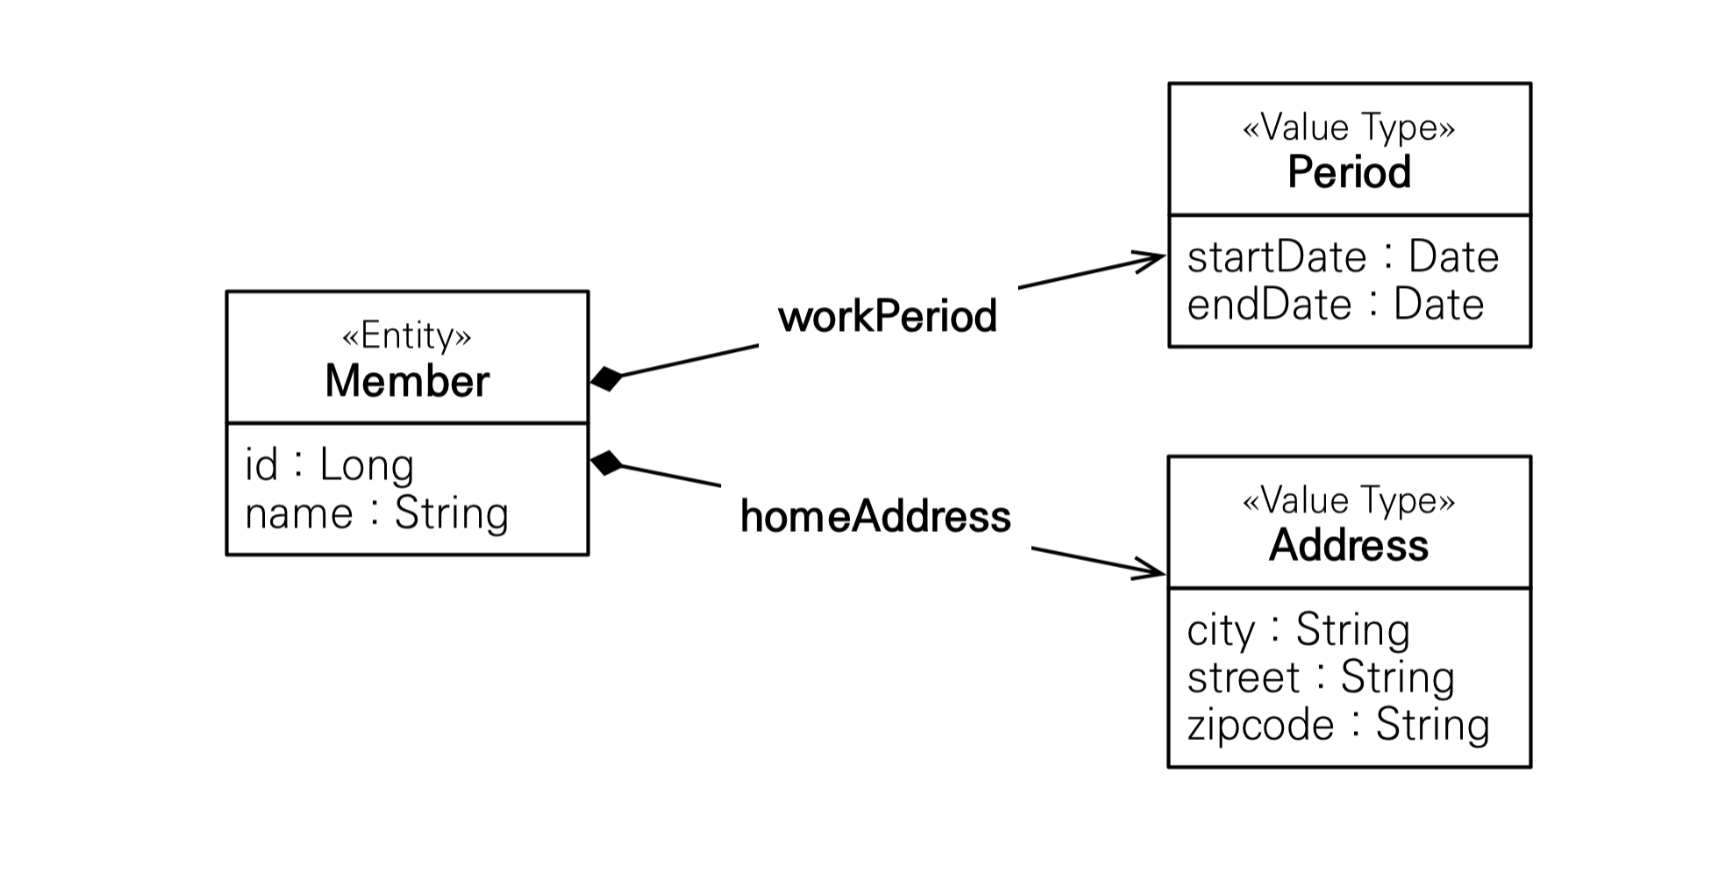 «Entity»
Member
id : Long
name : String
workPeriod
homeAddress
«Value Type»
Period
startDate : Date
endDate : Date
«Value Type»
Address
city : String
street : String
zipcode : String